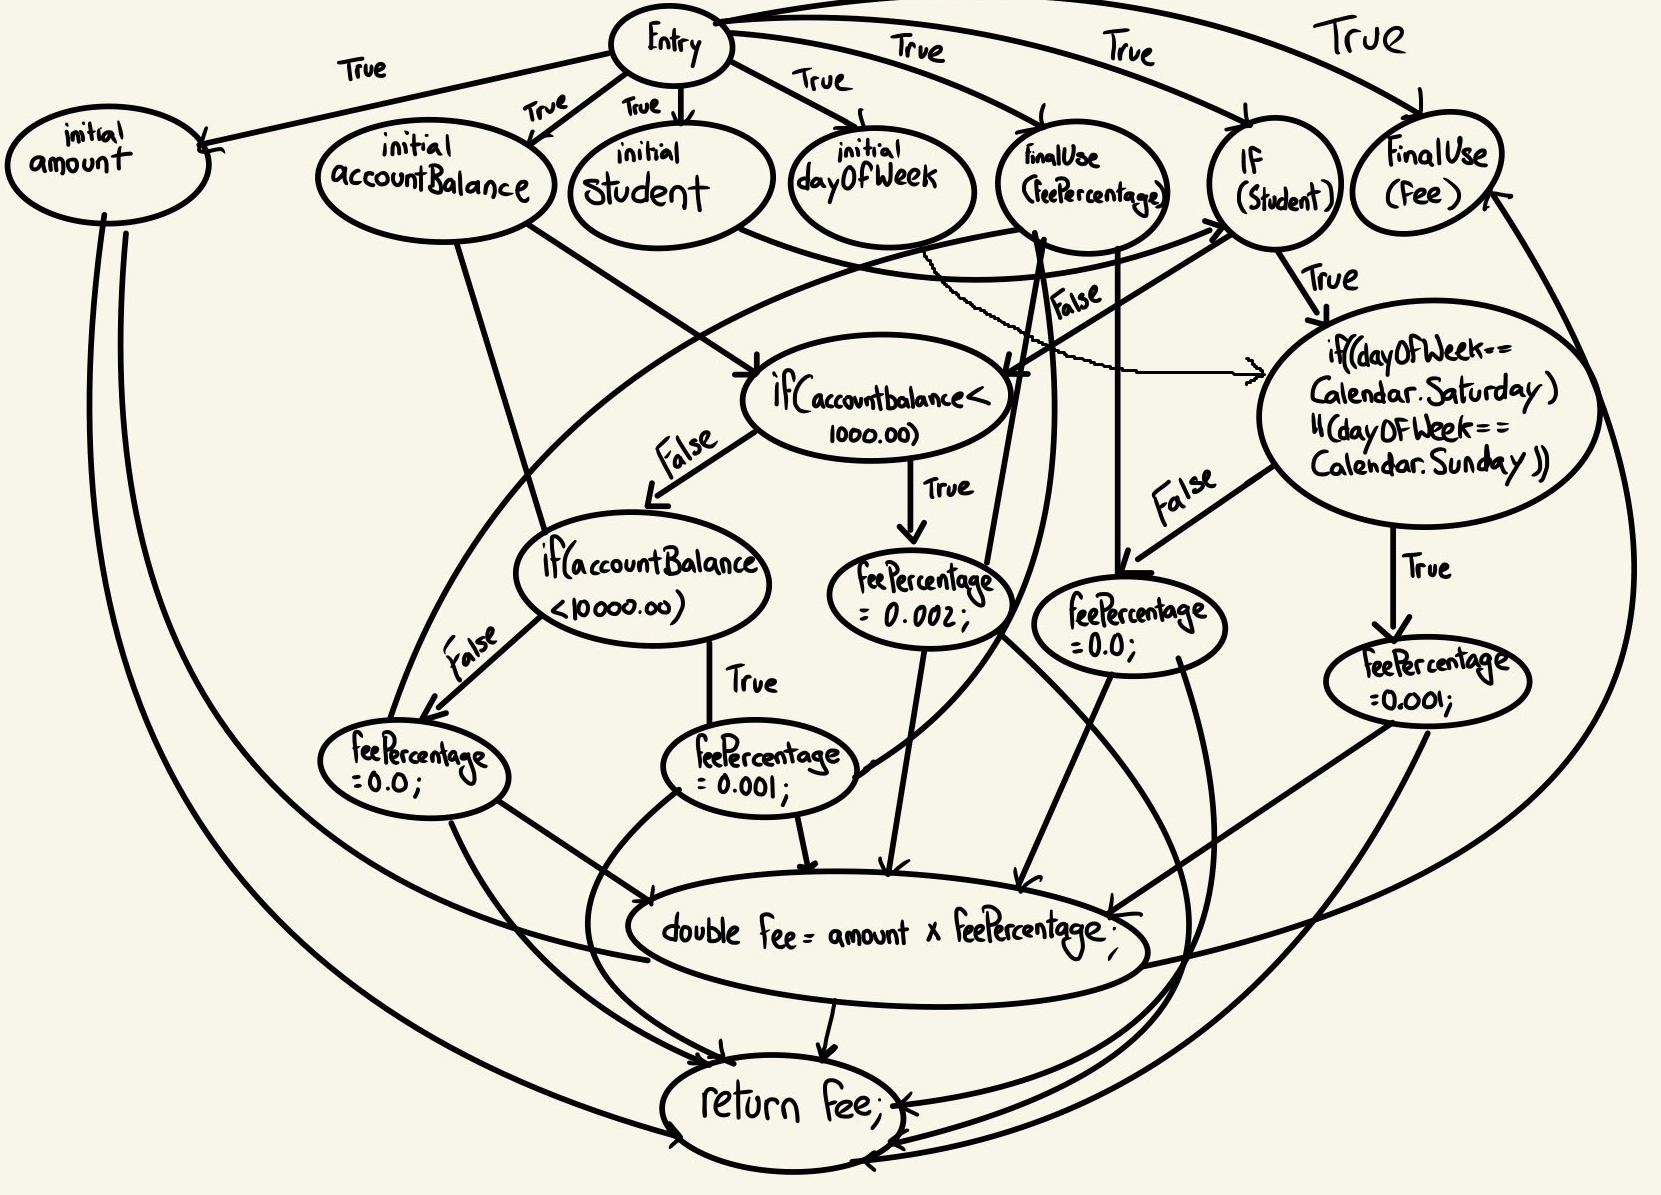 Entry
True
True
True
True
True
True
True
initial
amount
initial
accountBalance
initial
student
initial
dayOfWeek
FinalUse
(feePercentage)
IF
(Student)
FinalUse
(Fee)
False
True
if(accountbalance<
1000.00)
if((dayOfWeek==
Calendar.Saturday)
||(dayOfWeek==
Calendar.Sunday))
False
True
False
True
if(accountBalance
<10000.00)
feePercentage
= 0.002;
feePercentage
=0.0;
feePercentage
=0.001;
False
True
feePercentage
=0.0;
feePercentage
= 0.001;
double fee = amount x feePercentage;
return fee;